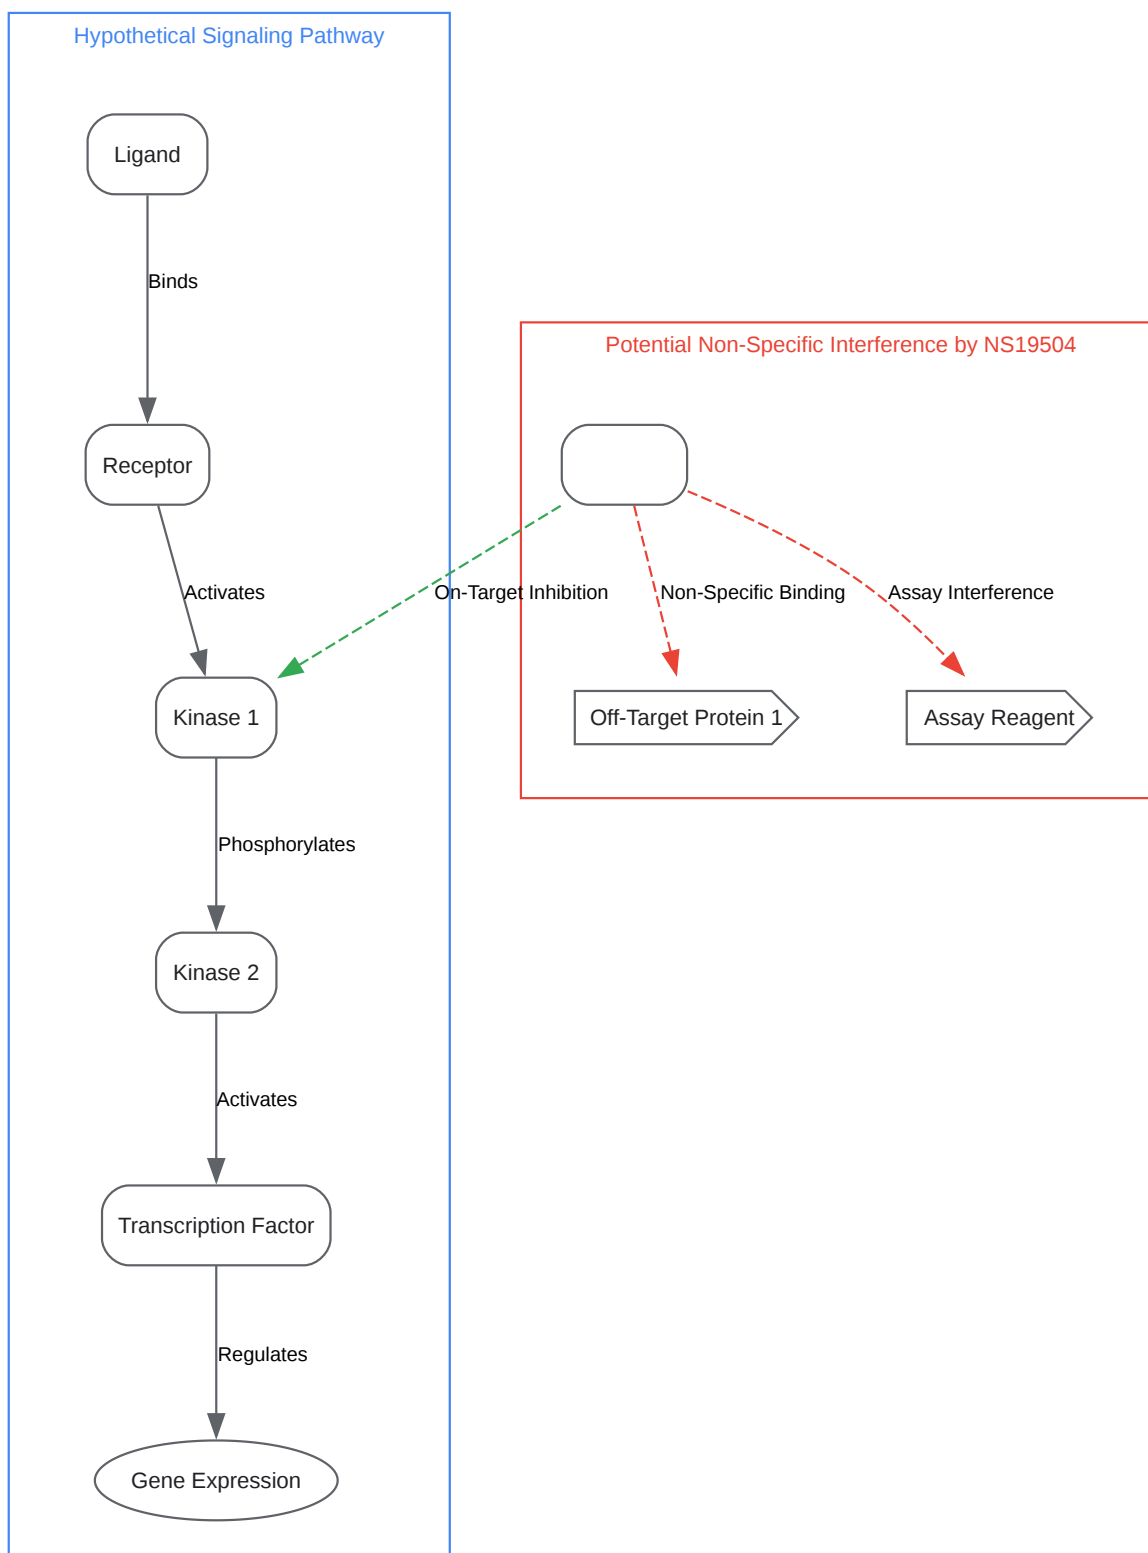 Hypothetical Signaling Pathway
Ligand
Binds
Potential Non-Specific Interference by NS19504
Receptor
Activates
On-Target Inhibition
Non-Specific Binding
Assay Interference
Kinase 1
Off-Target Protein 1
Assay Reagent
Phosphorylates
Kinase 2
Activates
Transcription Factor
Regulates
Gene Expression